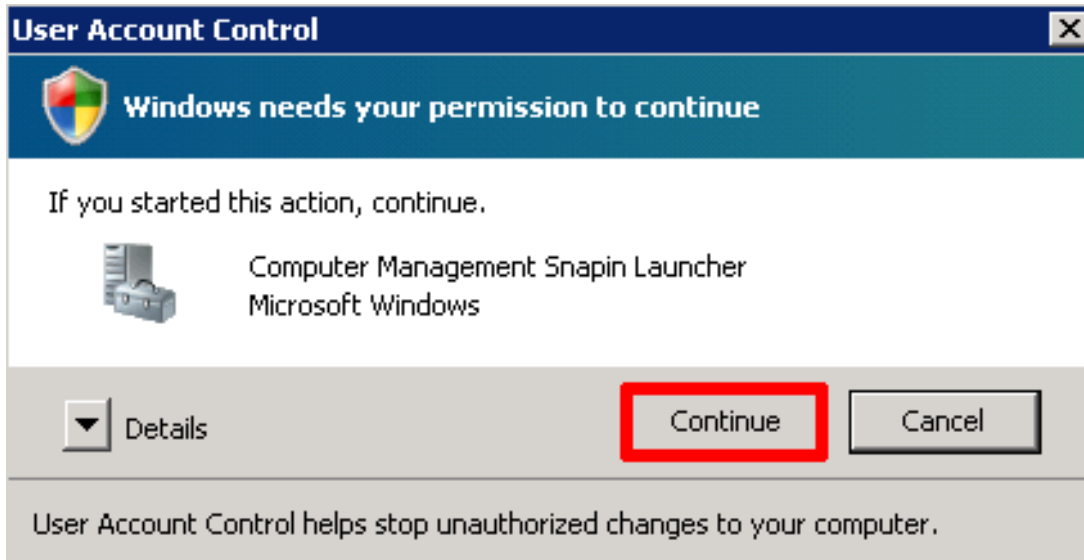 User Account Control
Windows needs your permission to continue
If you started this action, continue.
Computer Management Snapin Launcher
Microsoft Windows
Details
Continue
Cancel
User Account Control helps stop unauthorized changes to your computer.